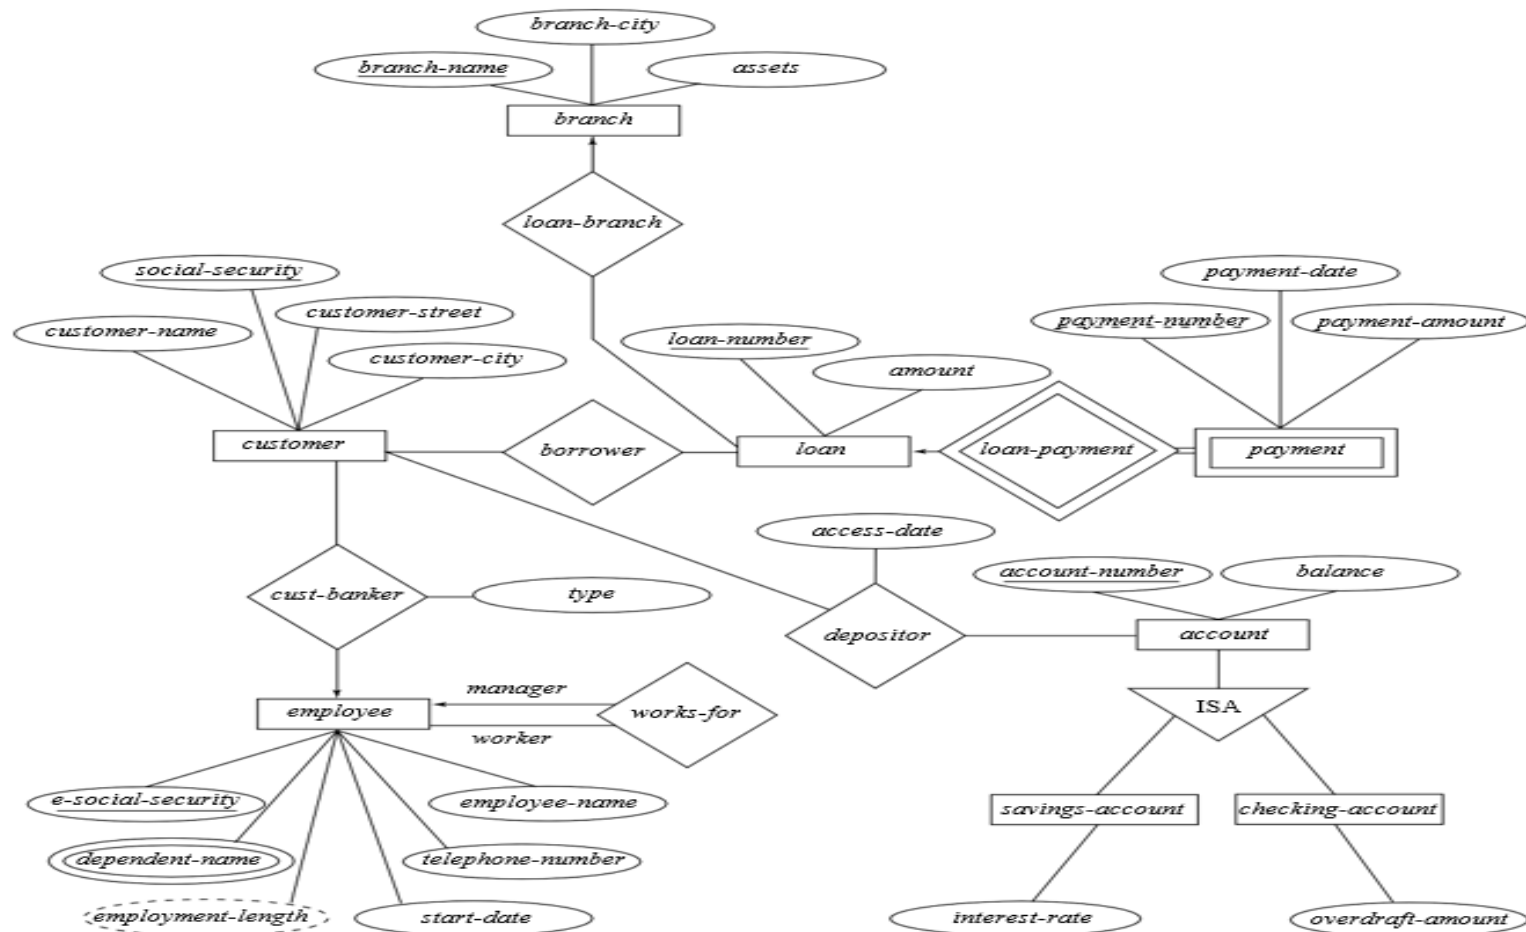 branch-city
branch-name
assets
branch
loan-branch
social-security
payment-date
customer-street
customer-name
payment-number
payment-amount
loan-number
customer-city
amount
customer
borrower
loan
loan-payment
payment
access-date
account-number
balance
cust-banker
type
depositor
account
manager
employee
works-for
ISA
worker
e-social-security
employee-name
savings-account
checking-account
dependent-name
telephone-number
employment-length
start-date
interest-rate
overdraft-amount